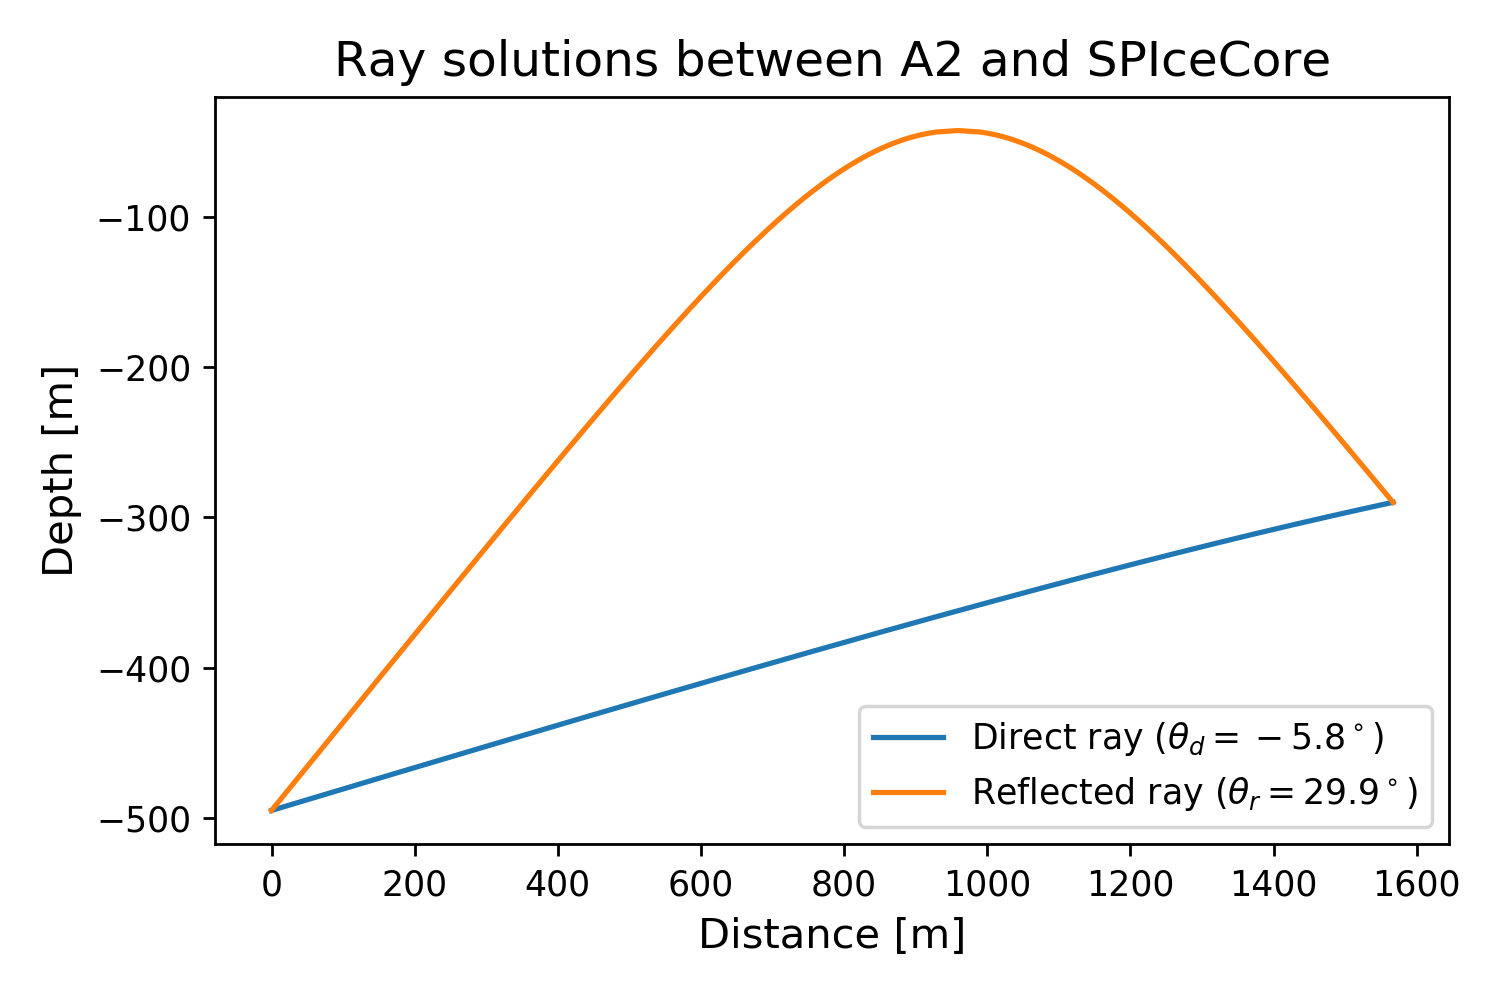 Ray solutions between A2 and SPIceCore
Depth [m]
−100
−200
−300
−400
−500
Direct ray (θd = −5.8°)
Reflected ray (θr = 29.9°)
0 200 400 600 800 1000 1200 1400 1600
Distance [m]